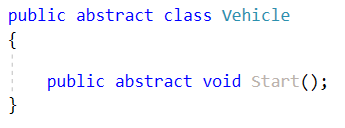 public abstract class Vehicle
{
public abstract void Start();
}